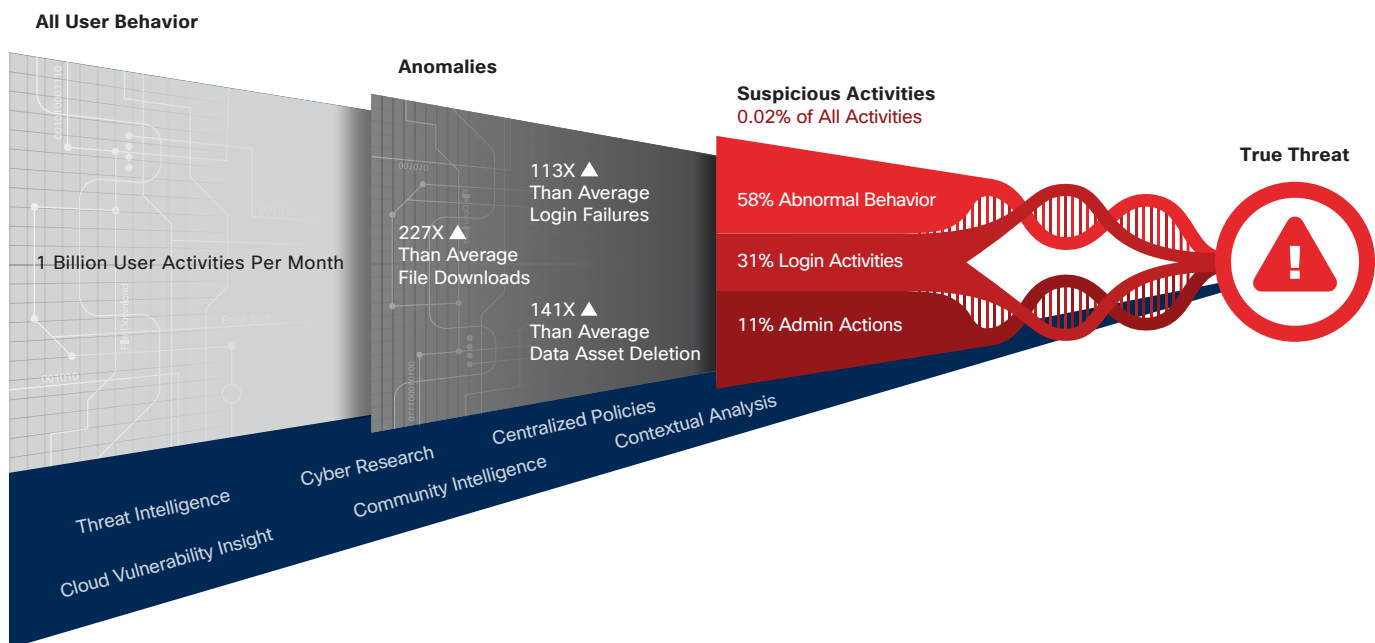 All User Behavior
Anomalies
Suspicious Activities
0.02% of All Activities
True Threat
1 Billion User Activities Per Month
113X ▲
Than Average
Login Failures
227X ▲
Than Average
File Downloads
141X ▲
Than Average
Data Asset Deletion
58% Abnormal Behavior
31% Login Activities
11% Admin Actions
!
Threat Intelligence
Cyber Research
Centralized Policies
Cloud Vulnerability Insight
Community Intelligence
Contextual Analysis
001010
001010